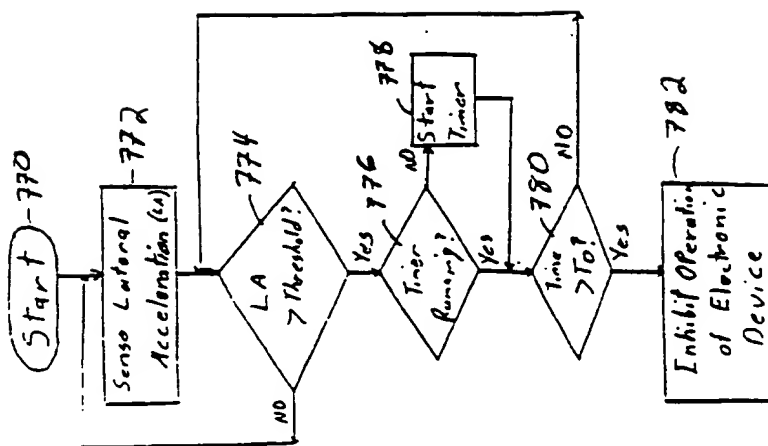 Start
770
Sense Lateral
Acceleration (LA)
772
LA
> Threshold?
774
NO
Yes
Timer
Running?
776
NO
Start
Timer
778
Yes
Time
> To?
780
NO
Yes
Inhibit Operation
of Electronic
Device
782